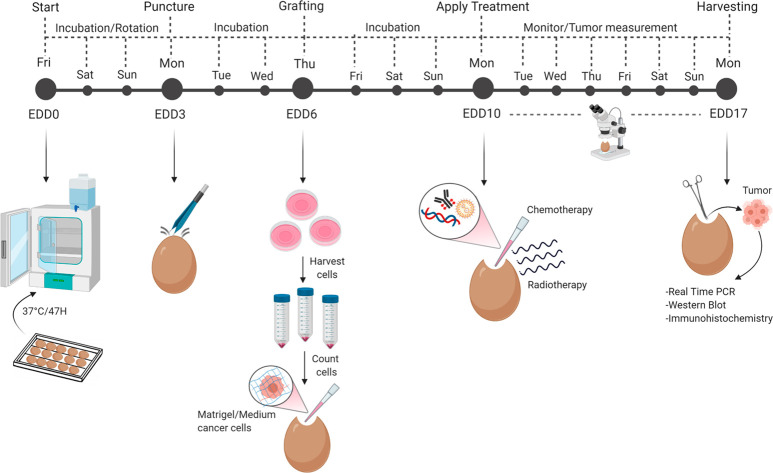 Start
Puncture
Grafting
Apply Treatment
Harvesting
Incubation/Rotation
Incubation
Incubation
Monitor/Tumor measurement
Fri
Sat
Sun
Mon
Tue
Wed
Thu
Fri
Sat
Sun
Mon
Tue
Wed
Thu
Fri
Sat
Sun
Mon
EDD0
EDD3
EDD6
EDD10
EDD17
37°C/47H
Harvest
cells
Count
cells
Matrigel/Medium
cancer cells
Chemotherapy
Radiotherapy
Tumor
-Real Time PCR
-Western Blot
-Immunohistochemistry